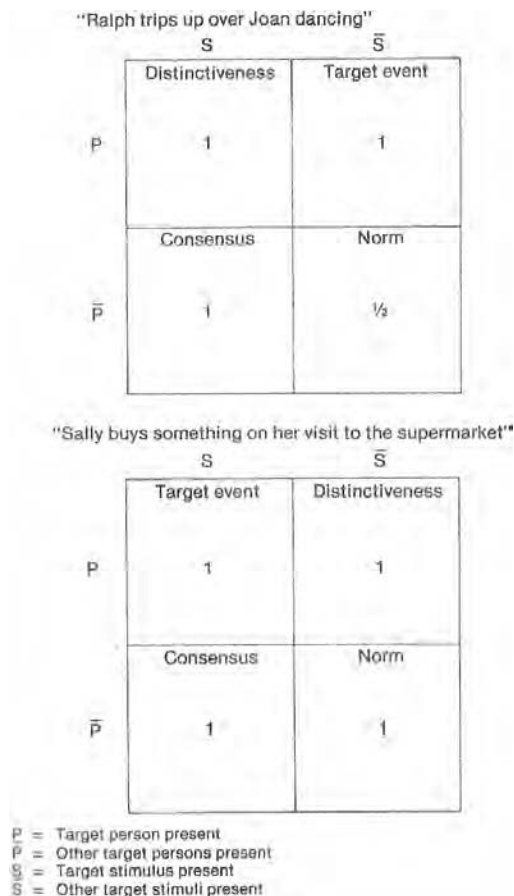 "Ralph trips up over Joan dancing"
S S̅
Distinctiveness Target event
P 1 1
Consensus Norm
P̅ 1 ½
"Sally buys something on her visit to the supermarket"
S S̅
Target event Distinctiveness
P 1 1
Consensus Norm
P̅ 1 1
P = Target person present
P̅ = Other target persons present
S = Target stimulus present
S̅ = Other target stimuli present